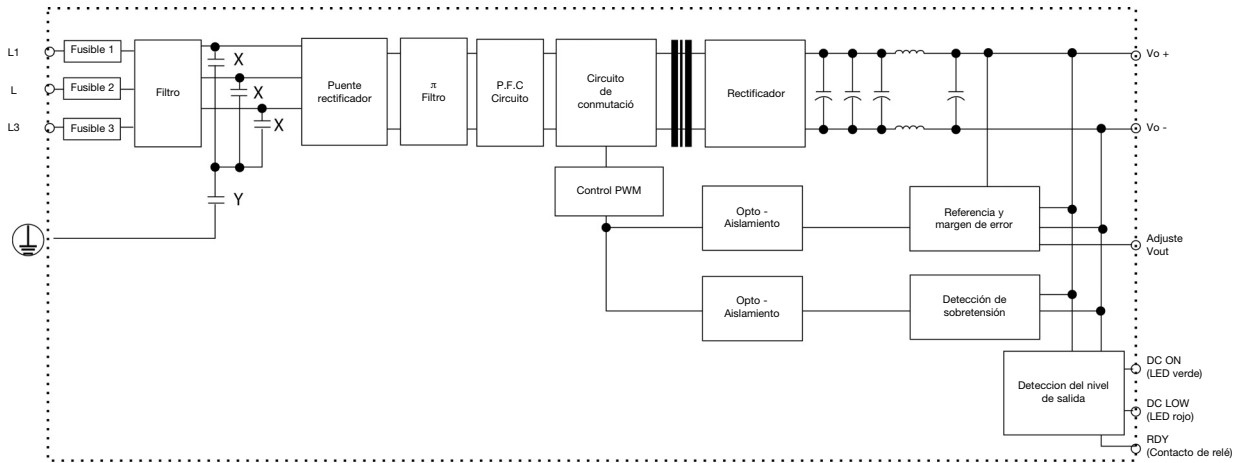 L1
Fusible 1
L
Fusible 2
L3
Fusible 3
Filtro
X
X
X
Y
Puente
rectificador
π
Filtro
P.F.C
Circuito
Circuito
de
conmutació
Rectificador
Vo +
Vo -
Control PWM
Opto -
Aislamiento
Referencia y
margen de error
Adjuste
Vout
Opto -
Aislamiento
Detección de
sobretensión
Deteccion del nivel
de salida
DC ON
(LED verde)
DC LOW
(LED rojo)
RDY
(Contacto de relé)